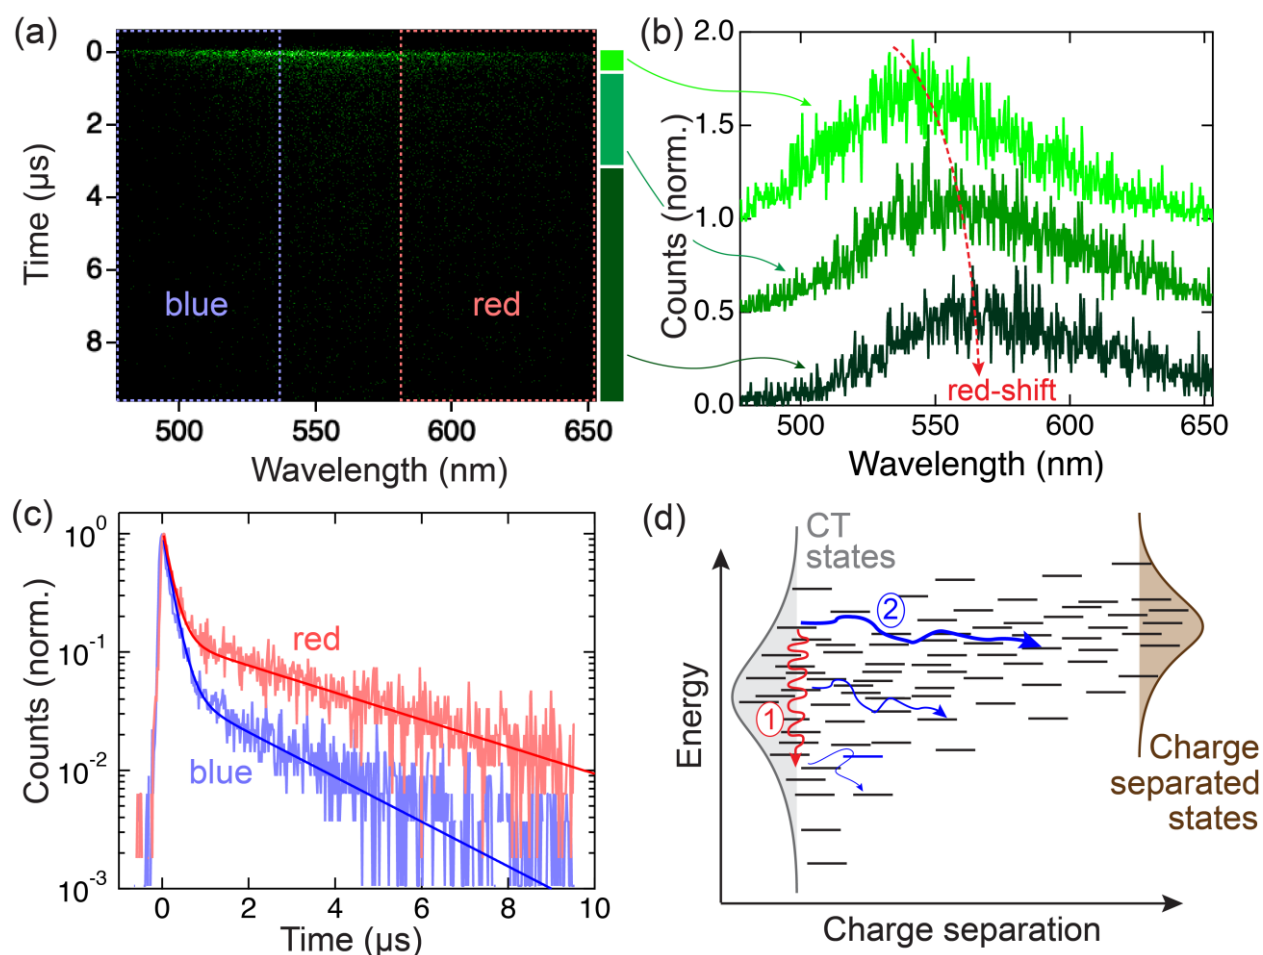 (a)
0
2
4
6
8
Time (μs)
blue
red
500
550
600
650
Wavelength (nm)
(b)
2.0
1.5
1.0
0.5
0.0
Counts (norm.)
red-shift
500
550
600
650
Wavelength (nm)
(c)
10^0
10^-1
10^-2
10^-3
Counts (norm.)
red
blue
0
2
4
6
8
10
Time (μs)
(d)
CT
states
2
1
Energy
Charge
separated
states
Charge separation